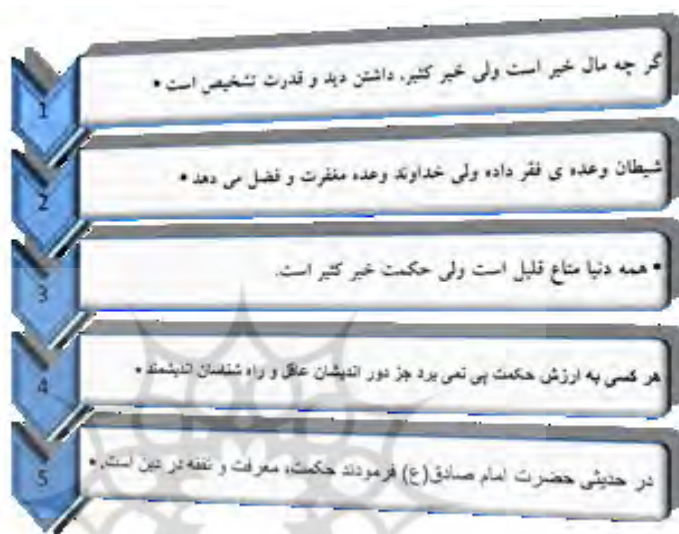 1
گر چه مال خیر است ولی خیر کثیر، داشتن دید و قدرت تشخیص است •
2
شیطان وعده ی فقر داده ولی خداوند وعده مغفرت و فضل می دهد •
3
• همه دنیا متاع قلیل است ولی حکمت خیر کثیر است.
4
هر کسی به ارزش حکمت پی نمی برد جز دور اندیشان عاقل و راه شناسان اندیشمند •
5
در حدیثی حضرت امام صادق(ع) فرمودند حکمت، معرفت و تفقه در دین است. •